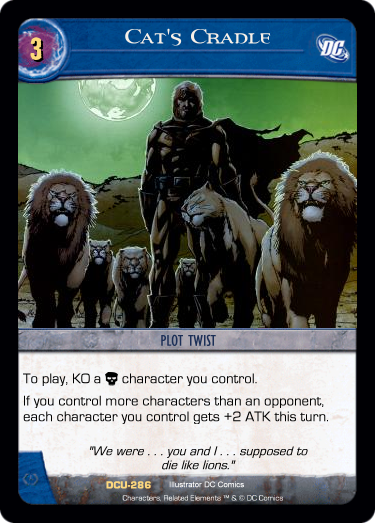 Cat's Cradle
3
DC
PLOT TWIST
To play, KO a character you control.
If you control more characters than an opponent,
each character you control gets +2 ATK this turn.
"We were . . . you and I . . . supposed to
die like lions."
DCU-286 Illustrator DC Comics
Characters, Related Elements ™ & © DC Comics